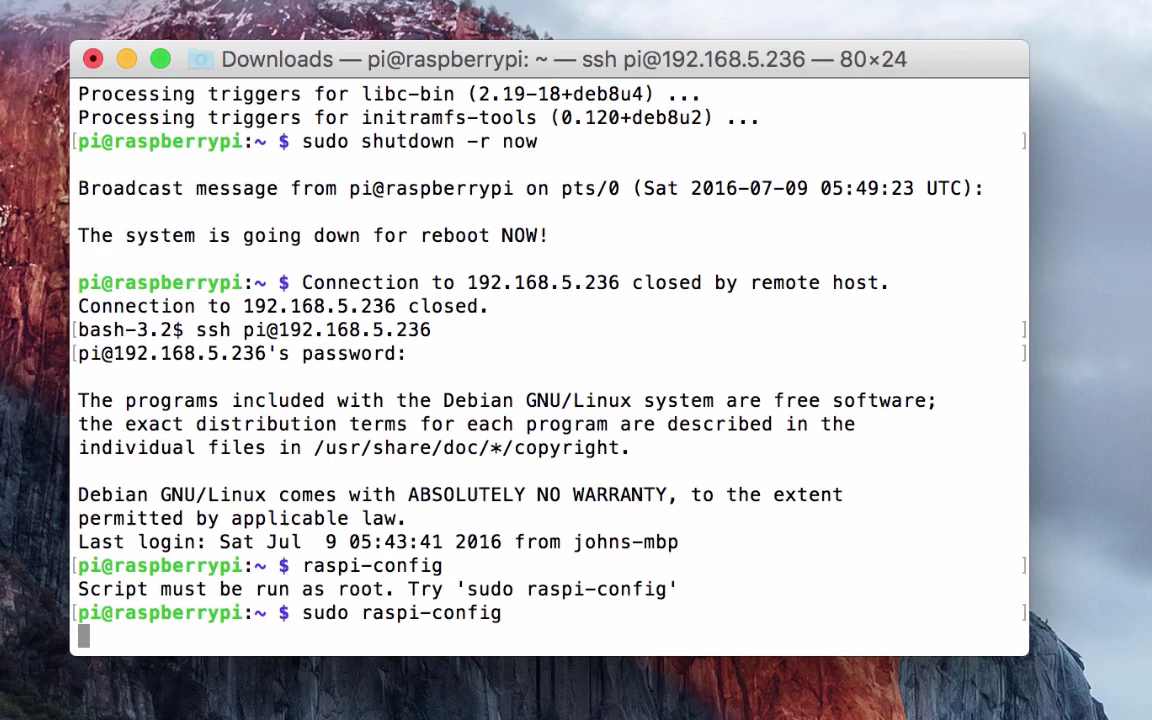 Downloads — pi@raspberrypi: ~ — ssh pi@192.168.5.236 — 80×24
Processing triggers for libc-bin (2.19-18+deb8u4) ...
Processing triggers for initramfs-tools (0.120+deb8u2) ...
[pi@raspberrypi:~ $ sudo shutdown -r now ]
Broadcast message from pi@raspberrypi on pts/0 (Sat 2016-07-09 05:49:23 UTC):
The system is going down for reboot NOW!
pi@raspberrypi:~ $ Connection to 192.168.5.236 closed by remote host.
Connection to 192.168.5.236 closed.
[bash-3.2$ ssh pi@192.168.5.236 ]
[pi@192.168.5.236's password: ]
The programs included with the Debian GNU/Linux system are free software;
the exact distribution terms for each program are described in the
individual files in /usr/share/doc/*/copyright.
Debian GNU/Linux comes with ABSOLUTELY NO WARRANTY, to the extent
permitted by applicable law.
Last login: Sat Jul  9 05:43:41 2016 from johns-mbp
[pi@raspberrypi:~ $ raspi-config ]
Script must be run as root. Try 'sudo raspi-config'
[pi@raspberrypi:~ $ sudo raspi-config ]